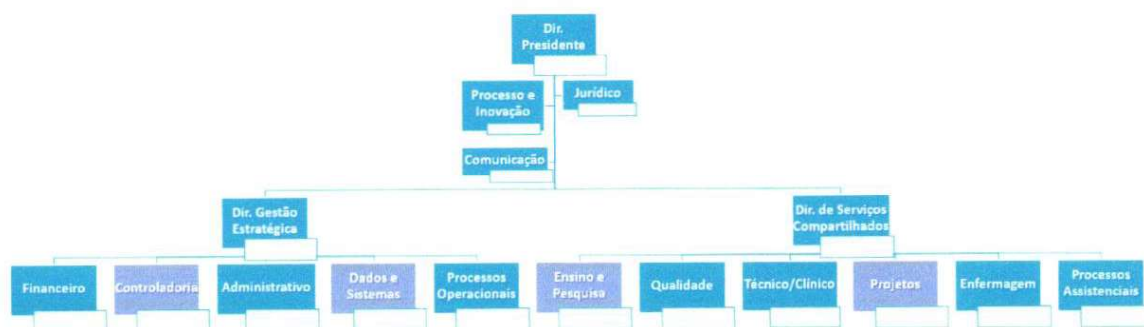 Dir.
Presidente
Processo e
Inovação
Jurídico
Comunicação
Dir. Gestão
Estratégica
Dir. de Serviços
Compartilhados
Financeiro
Controladoria
Administrativo
Dados e
Sistemas
Processos
Operacionais
Ensino e
Pesquisa
Qualidade
Técnico/Clínico
Projetos
Enfermagem
Processos
Assistenciais